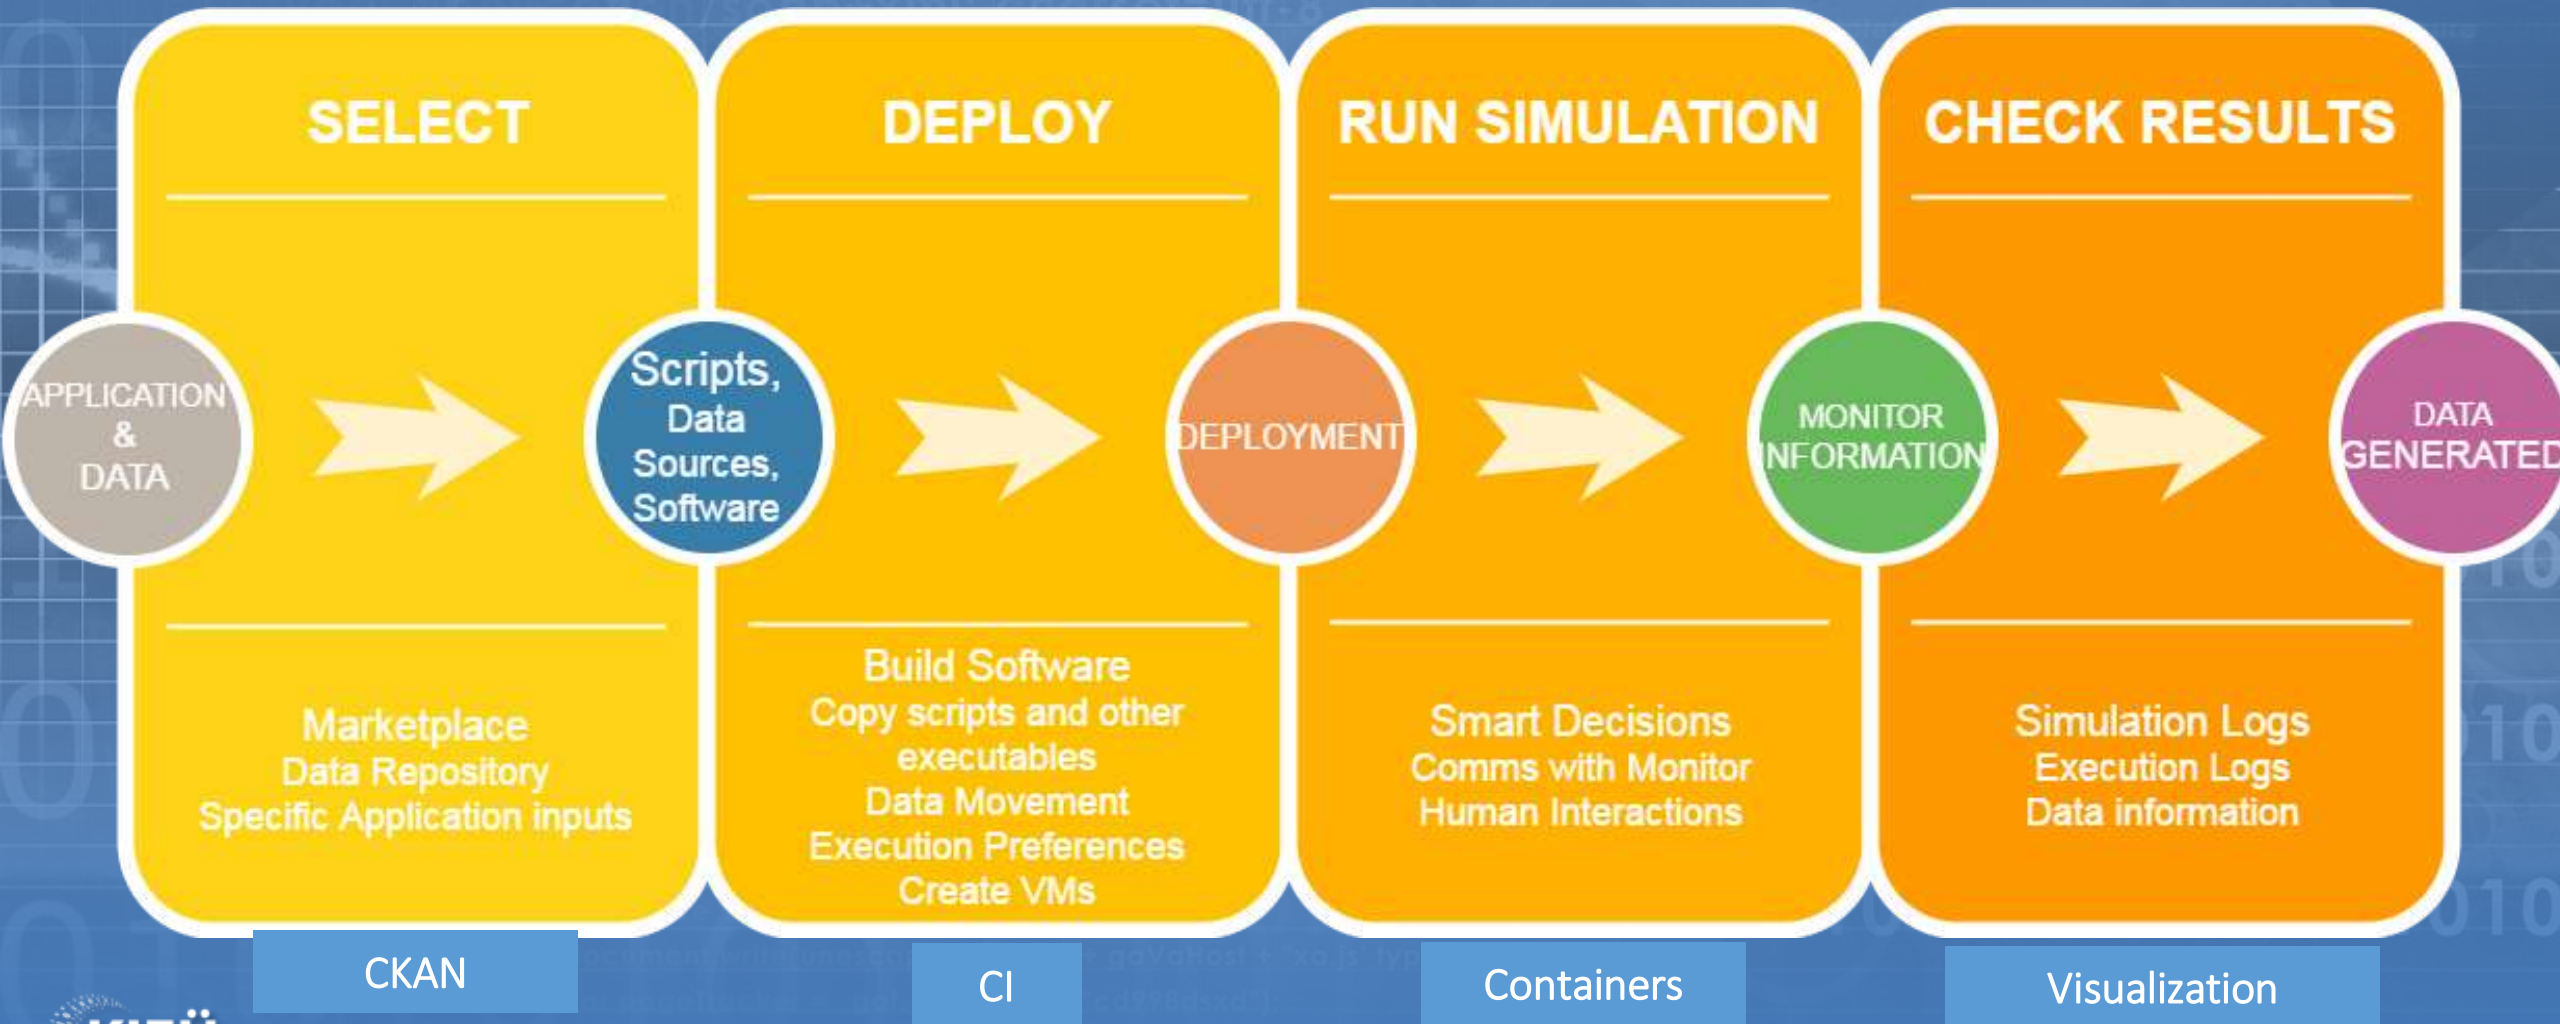 SELECT
DEPLOY
RUN SIMULATION
CHECK RESULTS
APPLICATION
&
DATA
Scripts,
Data
Sources,
Software
DEPLOYMENT
MONITOR
INFORMATION
DATA
GENERATED
Marketplace
Data Repository
Specific Application inputs
Build Software
Copy scripts and other
executables
Data Movement
Execution Preferences
Create VMs
Smart Decisions
Comms with Monitor
Human Interactions
Simulation Logs
Execution Logs
Data information
CKAN
CI
Containers
Visualization